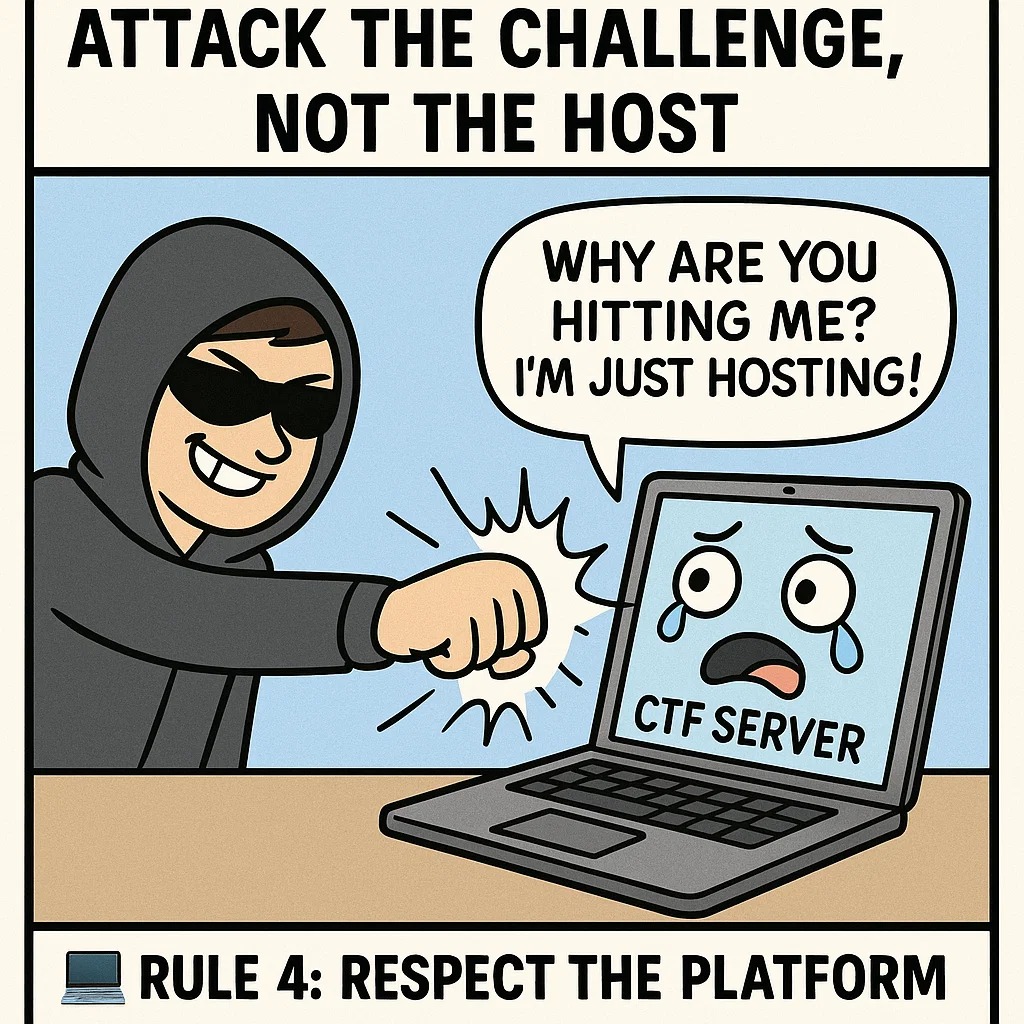 ATTACK THE CHALLENGE,
NOT THE HOST
WHY ARE YOU
HITTING ME?
I'M JUST HOSTING!
CTF SERVER
RULE 4: RESPECT THE PLATFORM